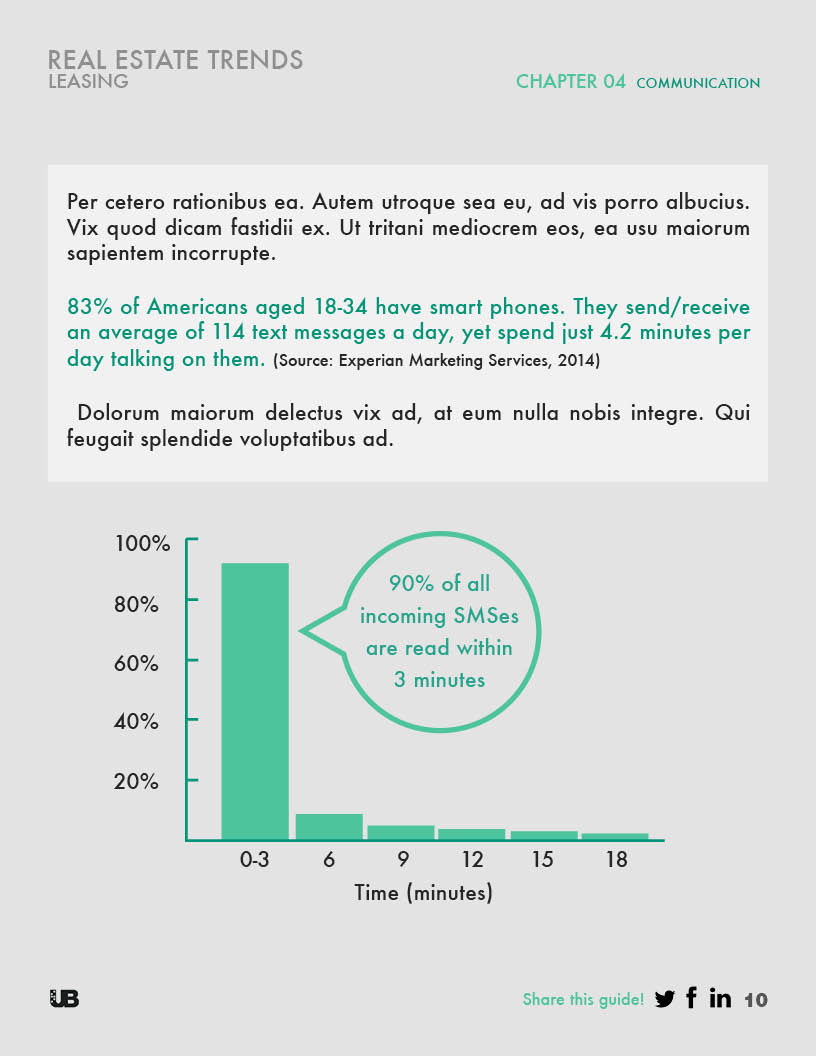 REAL ESTATE TRENDS
LEASING
CHAPTER 04 COMMUNICATION
Per cetero rationibus ea. Autem utroque sea eu, ad vis porro albucius.
Vix quod dicam fastidii ex. Ut tritani mediocrem eos, ea usu maiorum
sapientem incorrupte.
83% of Americans aged 18-34 have smart phones. They send/receive
an average of 114 text messages a day, yet spend just 4.2 minutes per
day talking on them. (Source: Experian Marketing Services, 2014)
Dolorum maiorum delectus vix ad, at eum nulla nobis integre. Qui
feugait splendide voluptatibus ad.
100%
80%
60%
40%
20%
90% of all
incoming SMSes
are read within
3 minutes
0-3 6 9 12 15 18
Time (minutes)
UB
Share this guide! f in 10